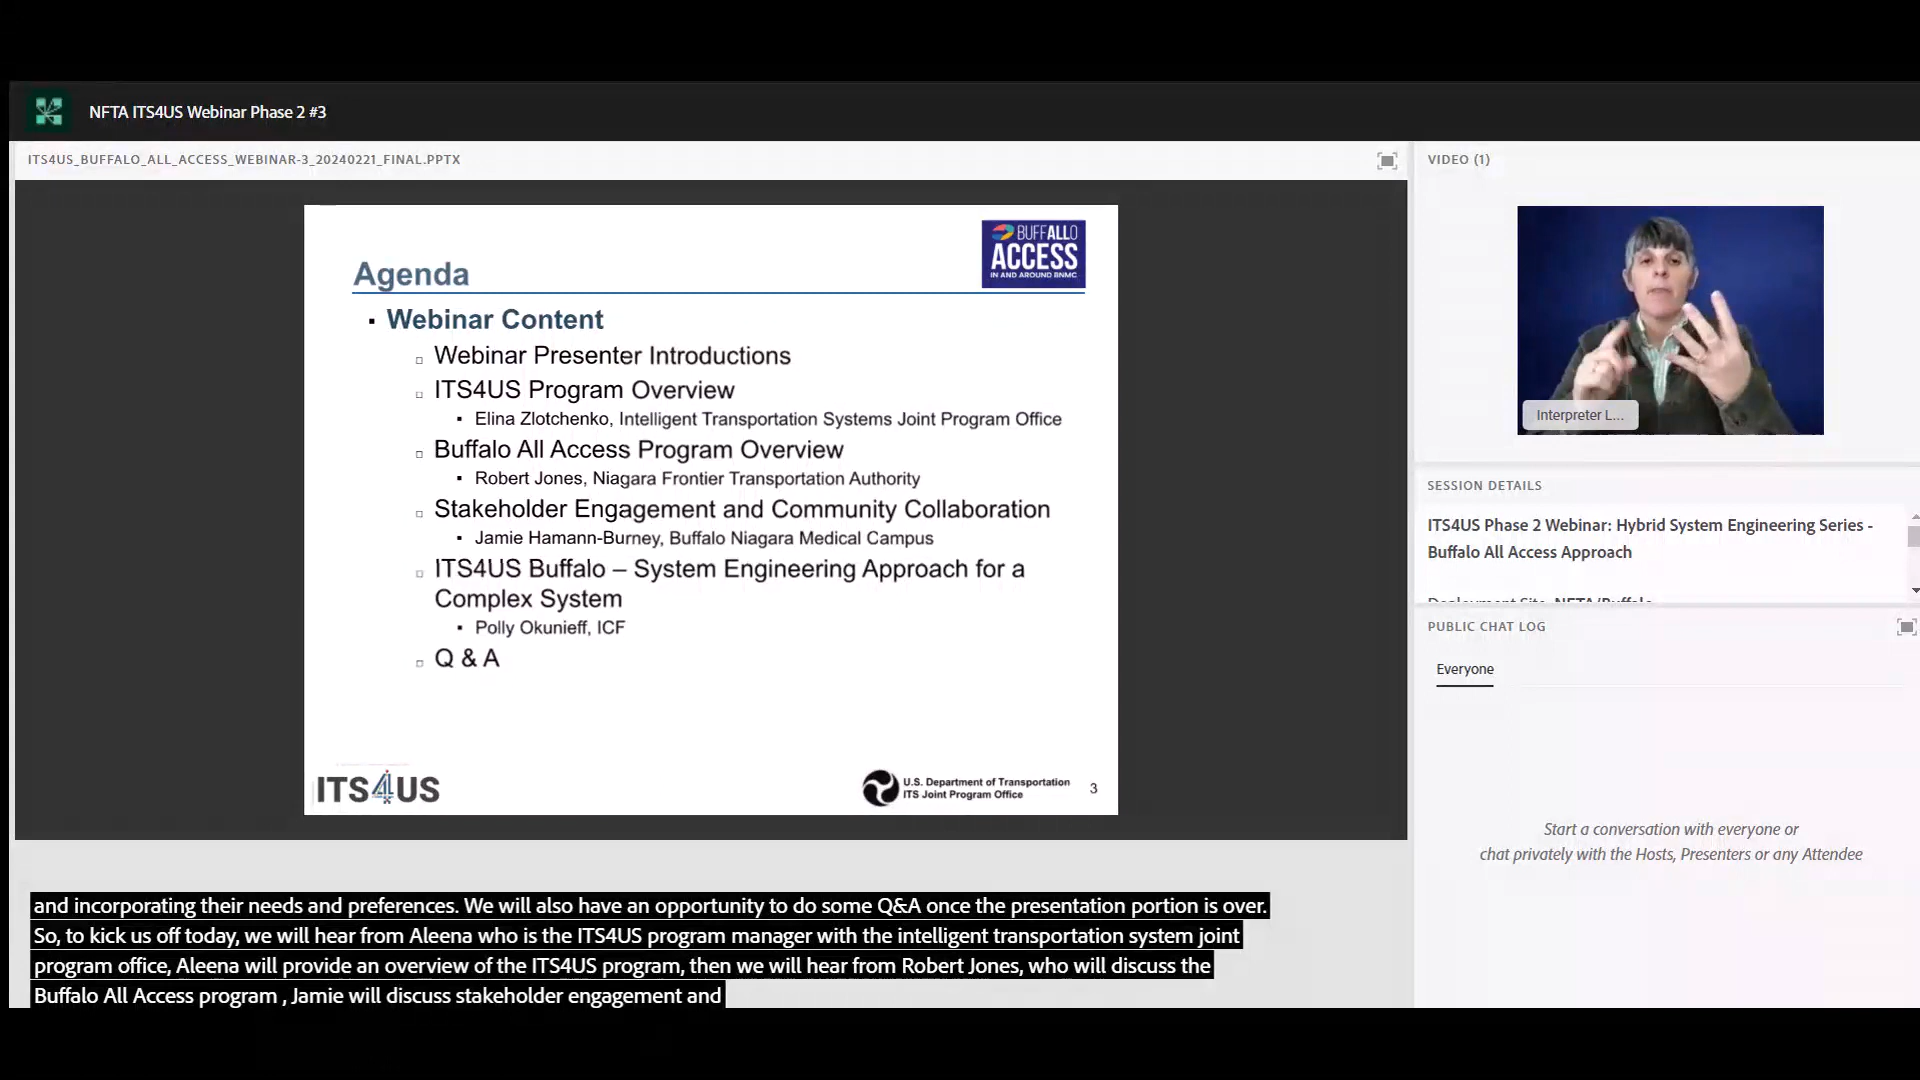 NFTA ITS4US Webinar Phase 2 #3
ITS4US_BUFFALO_ALL_ACCESS_WEBINAR-3_20240221_FINAL.PPTX
BUFFALLO
ACCESS
IN AND AROUND BNMC
Agenda
▪ Webinar Content
□ Webinar Presenter Introductions
□ ITS4US Program Overview
▪ Elina Zlotchenko, Intelligent Transportation Systems Joint Program Office
□ Buffalo All Access Program Overview
▪ Robert Jones, Niagara Frontier Transportation Authority
□ Stakeholder Engagement and Community Collaboration
▪ Jamie Hamann-Burney, Buffalo Niagara Medical Campus
□ ITS4US Buffalo – System Engineering Approach for a
Complex System
▪ Polly Okunieff, ICF
□ Q & A
ITS4US
U.S. Department of Transportation
ITS Joint Program Office
3
and incorporating their needs and preferences. We will also have an opportunity to do some Q&A once the presentation portion is over.
So, to kick us off today, we will hear from Aleena who is the ITS4US program manager with the intelligent transportation system joint
program office, Aleena will provide an overview of the ITS4US program, then we will hear from Robert Jones, who will discuss the
Buffalo All Access program , Jamie will discuss stakeholder engagement and
VIDEO (1)
Interpreter L...
SESSION DETAILS
ITS4US Phase 2 Webinar: Hybrid System Engineering Series -
Buffalo All Access Approach
Deployment Site, NFTA/Buffalo
PUBLIC CHAT LOG
Everyone
Start a conversation with everyone or
chat privately with the Hosts, Presenters or any Attendee